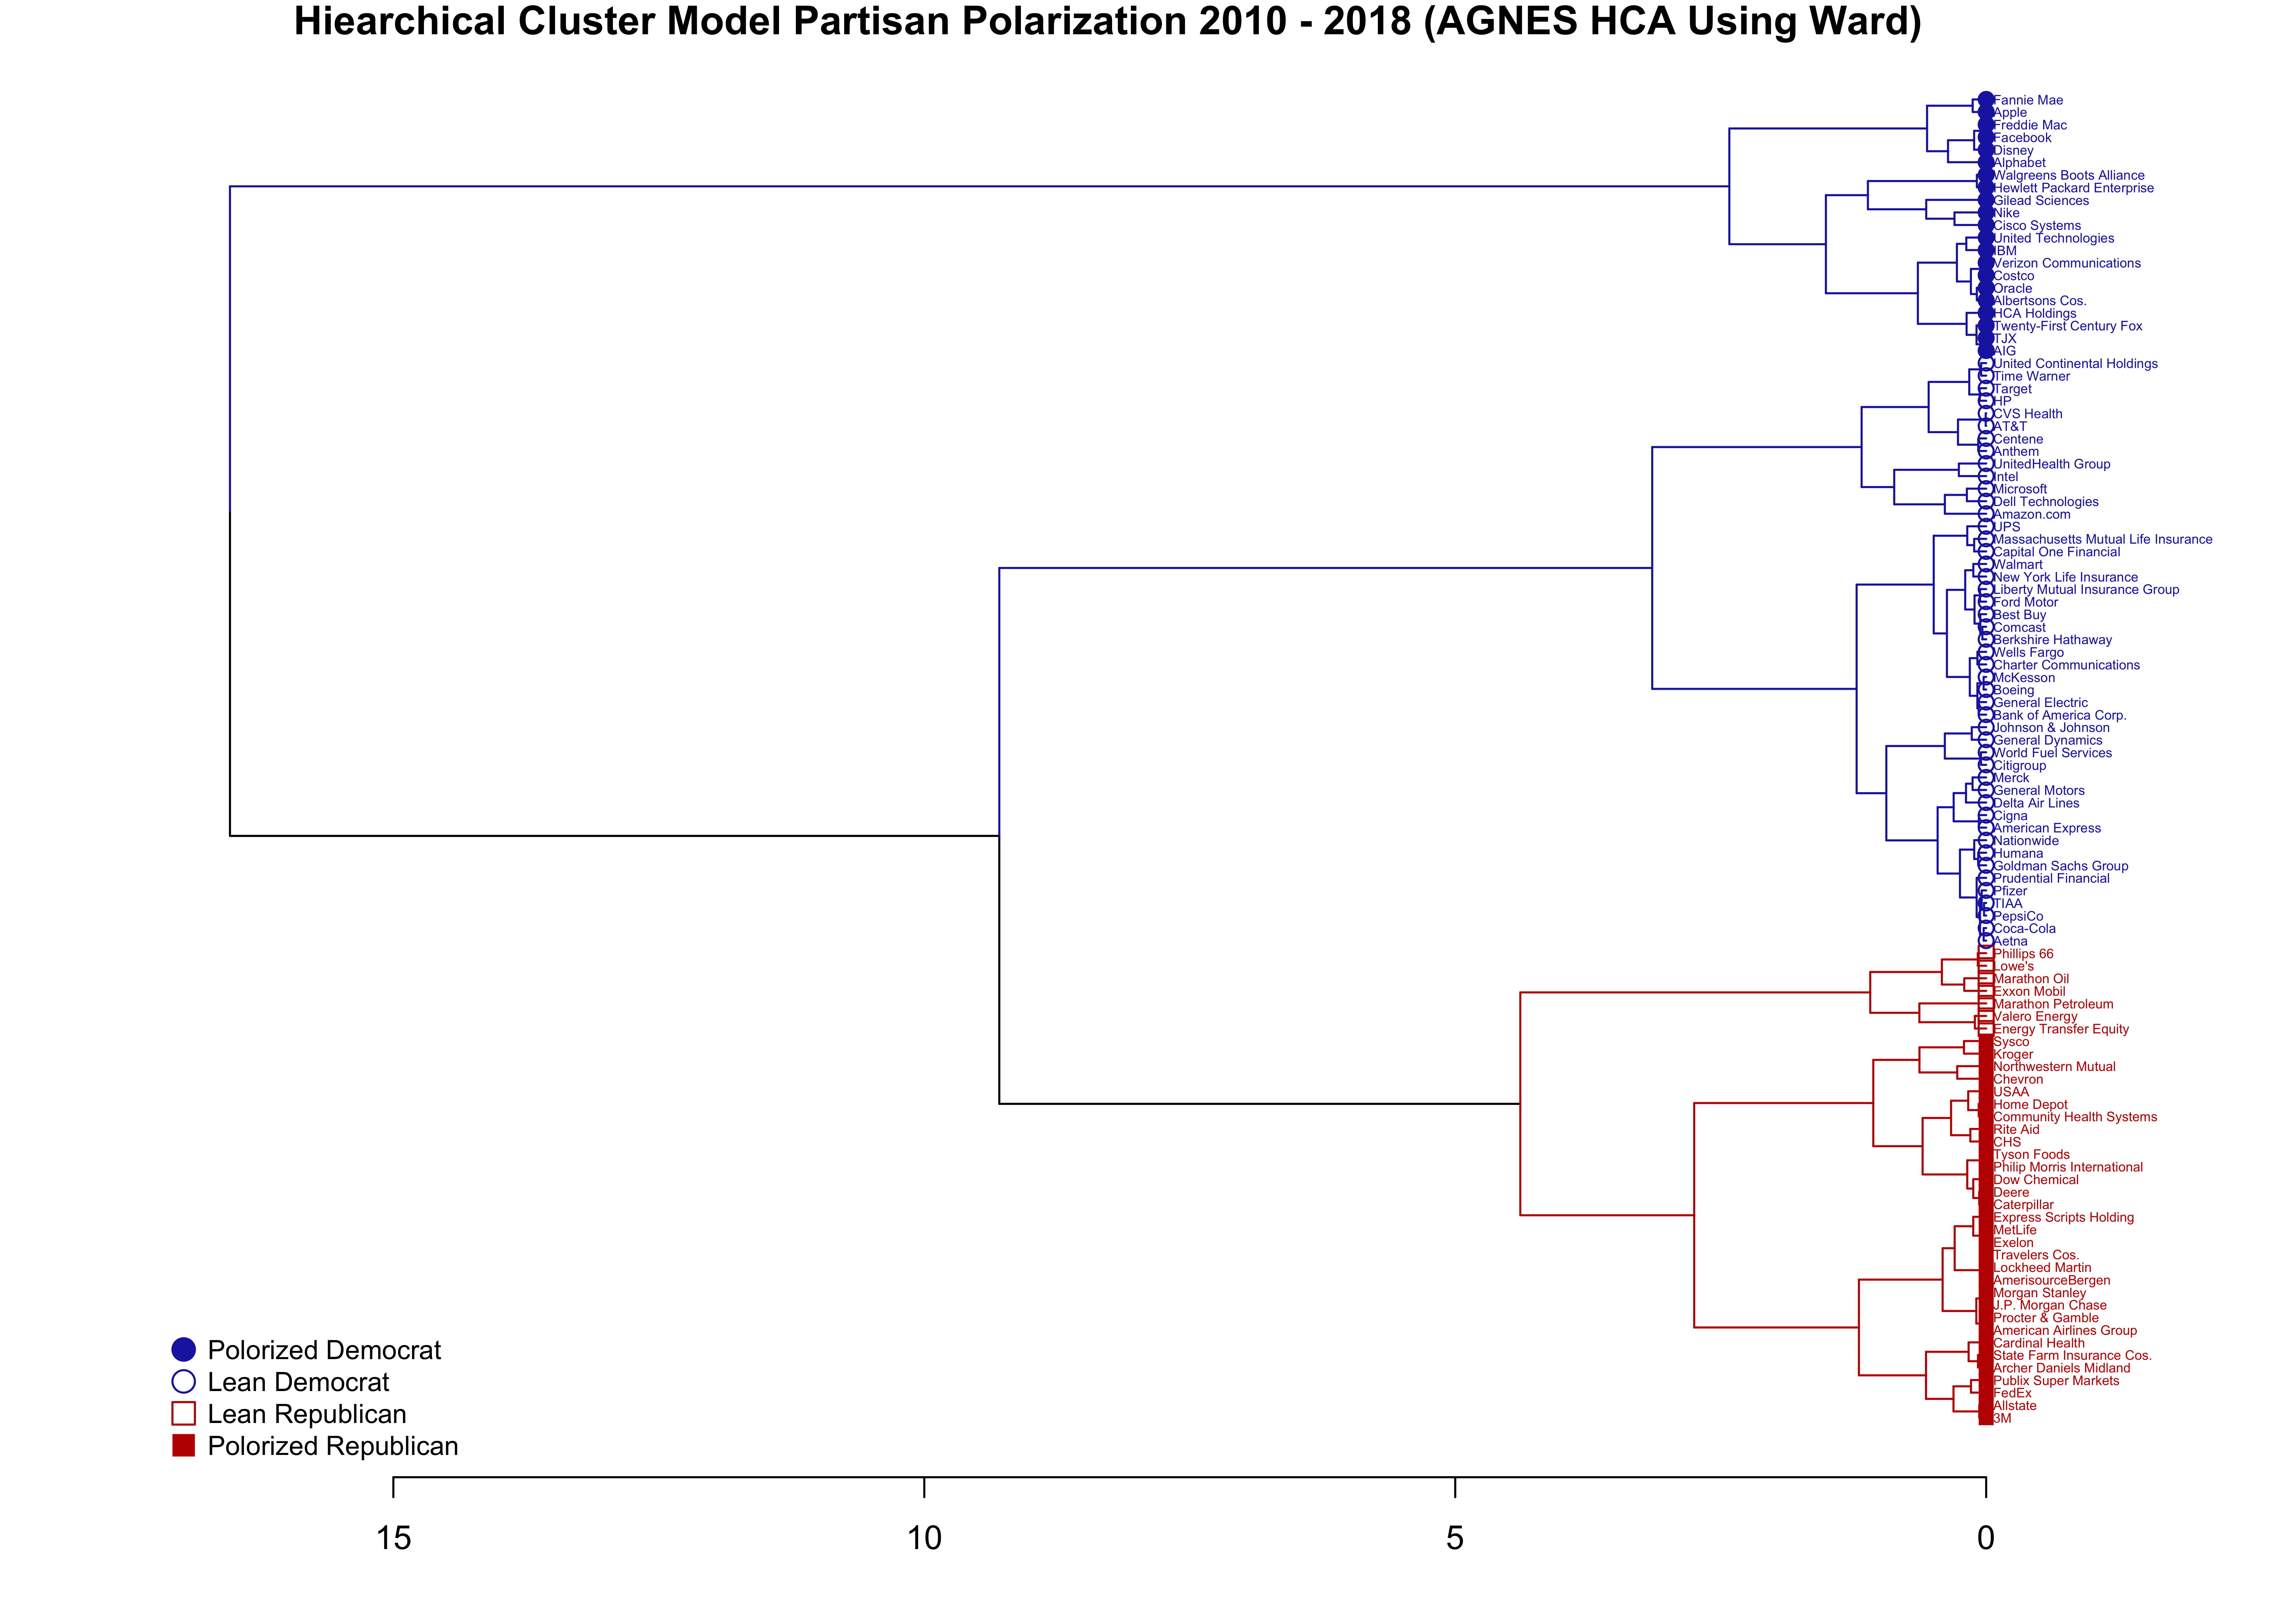 Hiearchical Cluster Model Partisan Polarization 2010 - 2018 (AGNES HCA Using Ward)
Fannie Mae
Apple
Freddie Mac
Facebook
Disney
Alphabet
Walgreens Boots Alliance
Hewlett Packard Enterprise
Gilead Sciences
Nike
Cisco Systems
United Technologies
IBM
Verizon Communications
Costco
Oracle
Albertsons Cos.
HCA Holdings
Twenty-First Century Fox
TJX
AIG
United Continental Holdings
Time Warner
Target
HP
CVS Health
AT&T
Centene
Anthem
UnitedHealth Group
Intel
Microsoft
Dell Technologies
Amazon.com
UPS
Massachusetts Mutual Life Insurance
Capital One Financial
Walmart
New York Life Insurance
Liberty Mutual Insurance Group
Ford Motor
Best Buy
Comcast
Berkshire Hathaway
Wells Fargo
Charter Communications
McKesson
Boeing
General Electric
Bank of America Corp.
Johnson & Johnson
General Dynamics
World Fuel Services
Citigroup
Merck
General Motors
Delta Air Lines
Cigna
American Express
Nationwide
Humana
Goldman Sachs Group
Prudential Financial
Pfizer
TIAA
PepsiCo
Coca-Cola
Aetna
Phillips 66
Lowe's
Marathon Oil
Exxon Mobil
Marathon Petroleum
Valero Energy
Energy Transfer Equity
Sysco
Kroger
Northwestern Mutual
Chevron
USAA
Home Depot
Community Health Systems
Rite Aid
CHS
Tyson Foods
Philip Morris International
Dow Chemical
Deere
Caterpillar
Express Scripts Holding
MetLife
Exelon
Travelers Cos.
Lockheed Martin
AmerisourceBergen
Morgan Stanley
J.P. Morgan Chase
Procter & Gamble
American Airlines Group
Cardinal Health
State Farm Insurance Cos.
Archer Daniels Midland
Publix Super Markets
FedEx
Allstate
3M
Polorized Democrat
Lean Democrat
Lean Republican
Polorized Republican
15 10 5 0